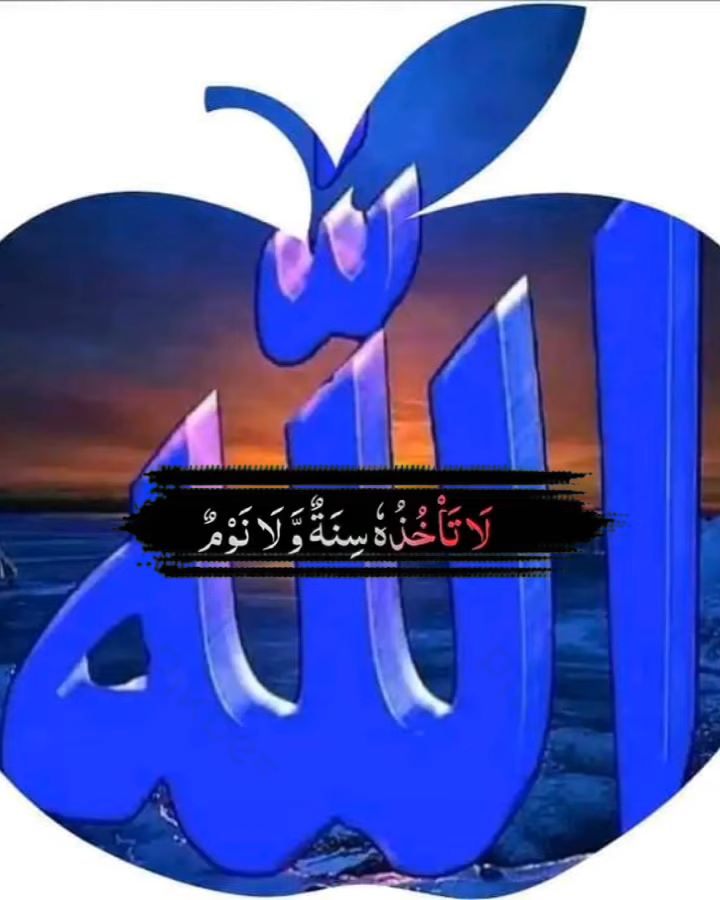 الله
لَا تَأْخُذُهٗ سِنَةٌ وَّلَا نَوْمٌ